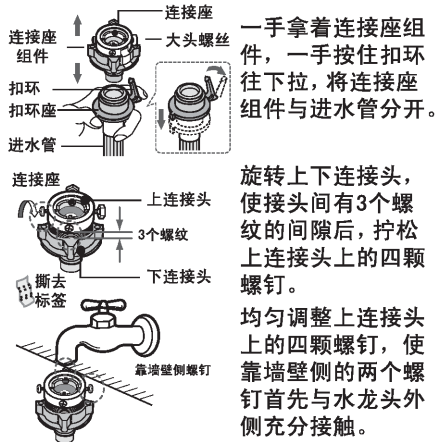 连接座
连接座
组件
大头螺丝
扣环
扣环座
进水管
一手拿着连接座组
件，一手按住扣环
往下拉，将连接座
组件与进水管分开。
连接座
上连接头
3个螺纹
下连接头
撕去
标签
旋转上下连接头，
使接头间有3个螺
纹的间隙后，拧松
上连接头上的四颗
螺钉。
靠墙壁侧螺钉
均匀调整上连接头
上的四颗螺钉，使
靠墙壁侧的两个螺
钉首先与水龙头外
侧充分接触。